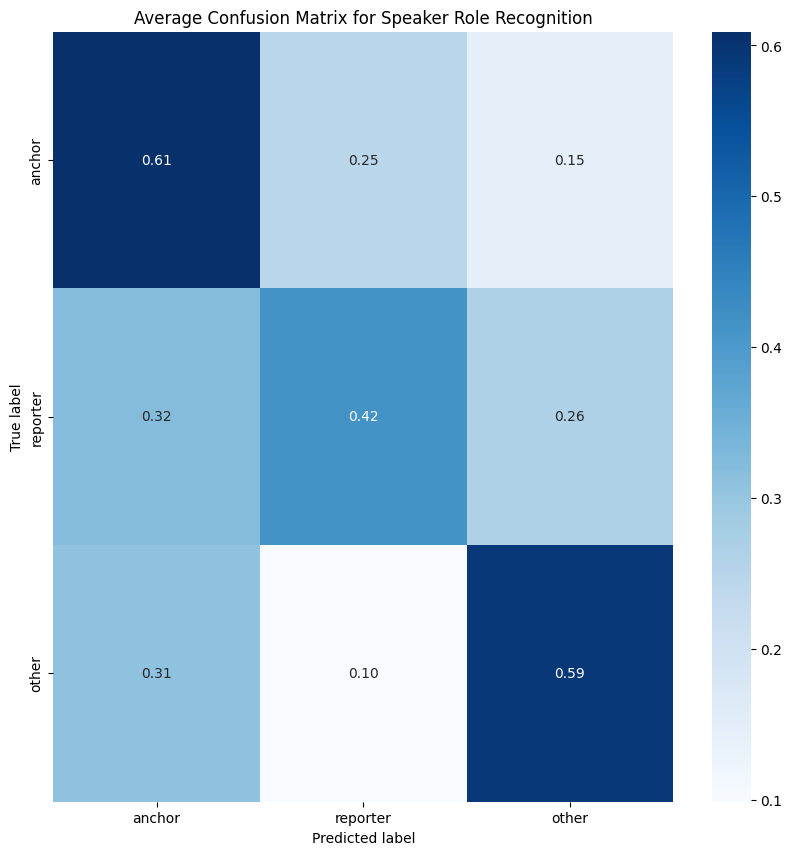 Average Confusion Matrix for Speaker Role Recognition
anchor
0.61
0.25
0.15
reporter
0.32
0.42
0.26
other
0.31
0.10
0.59
True label
anchor
reporter
other
Predicted label
0.6
0.5
0.4
0.3
0.2
0.1